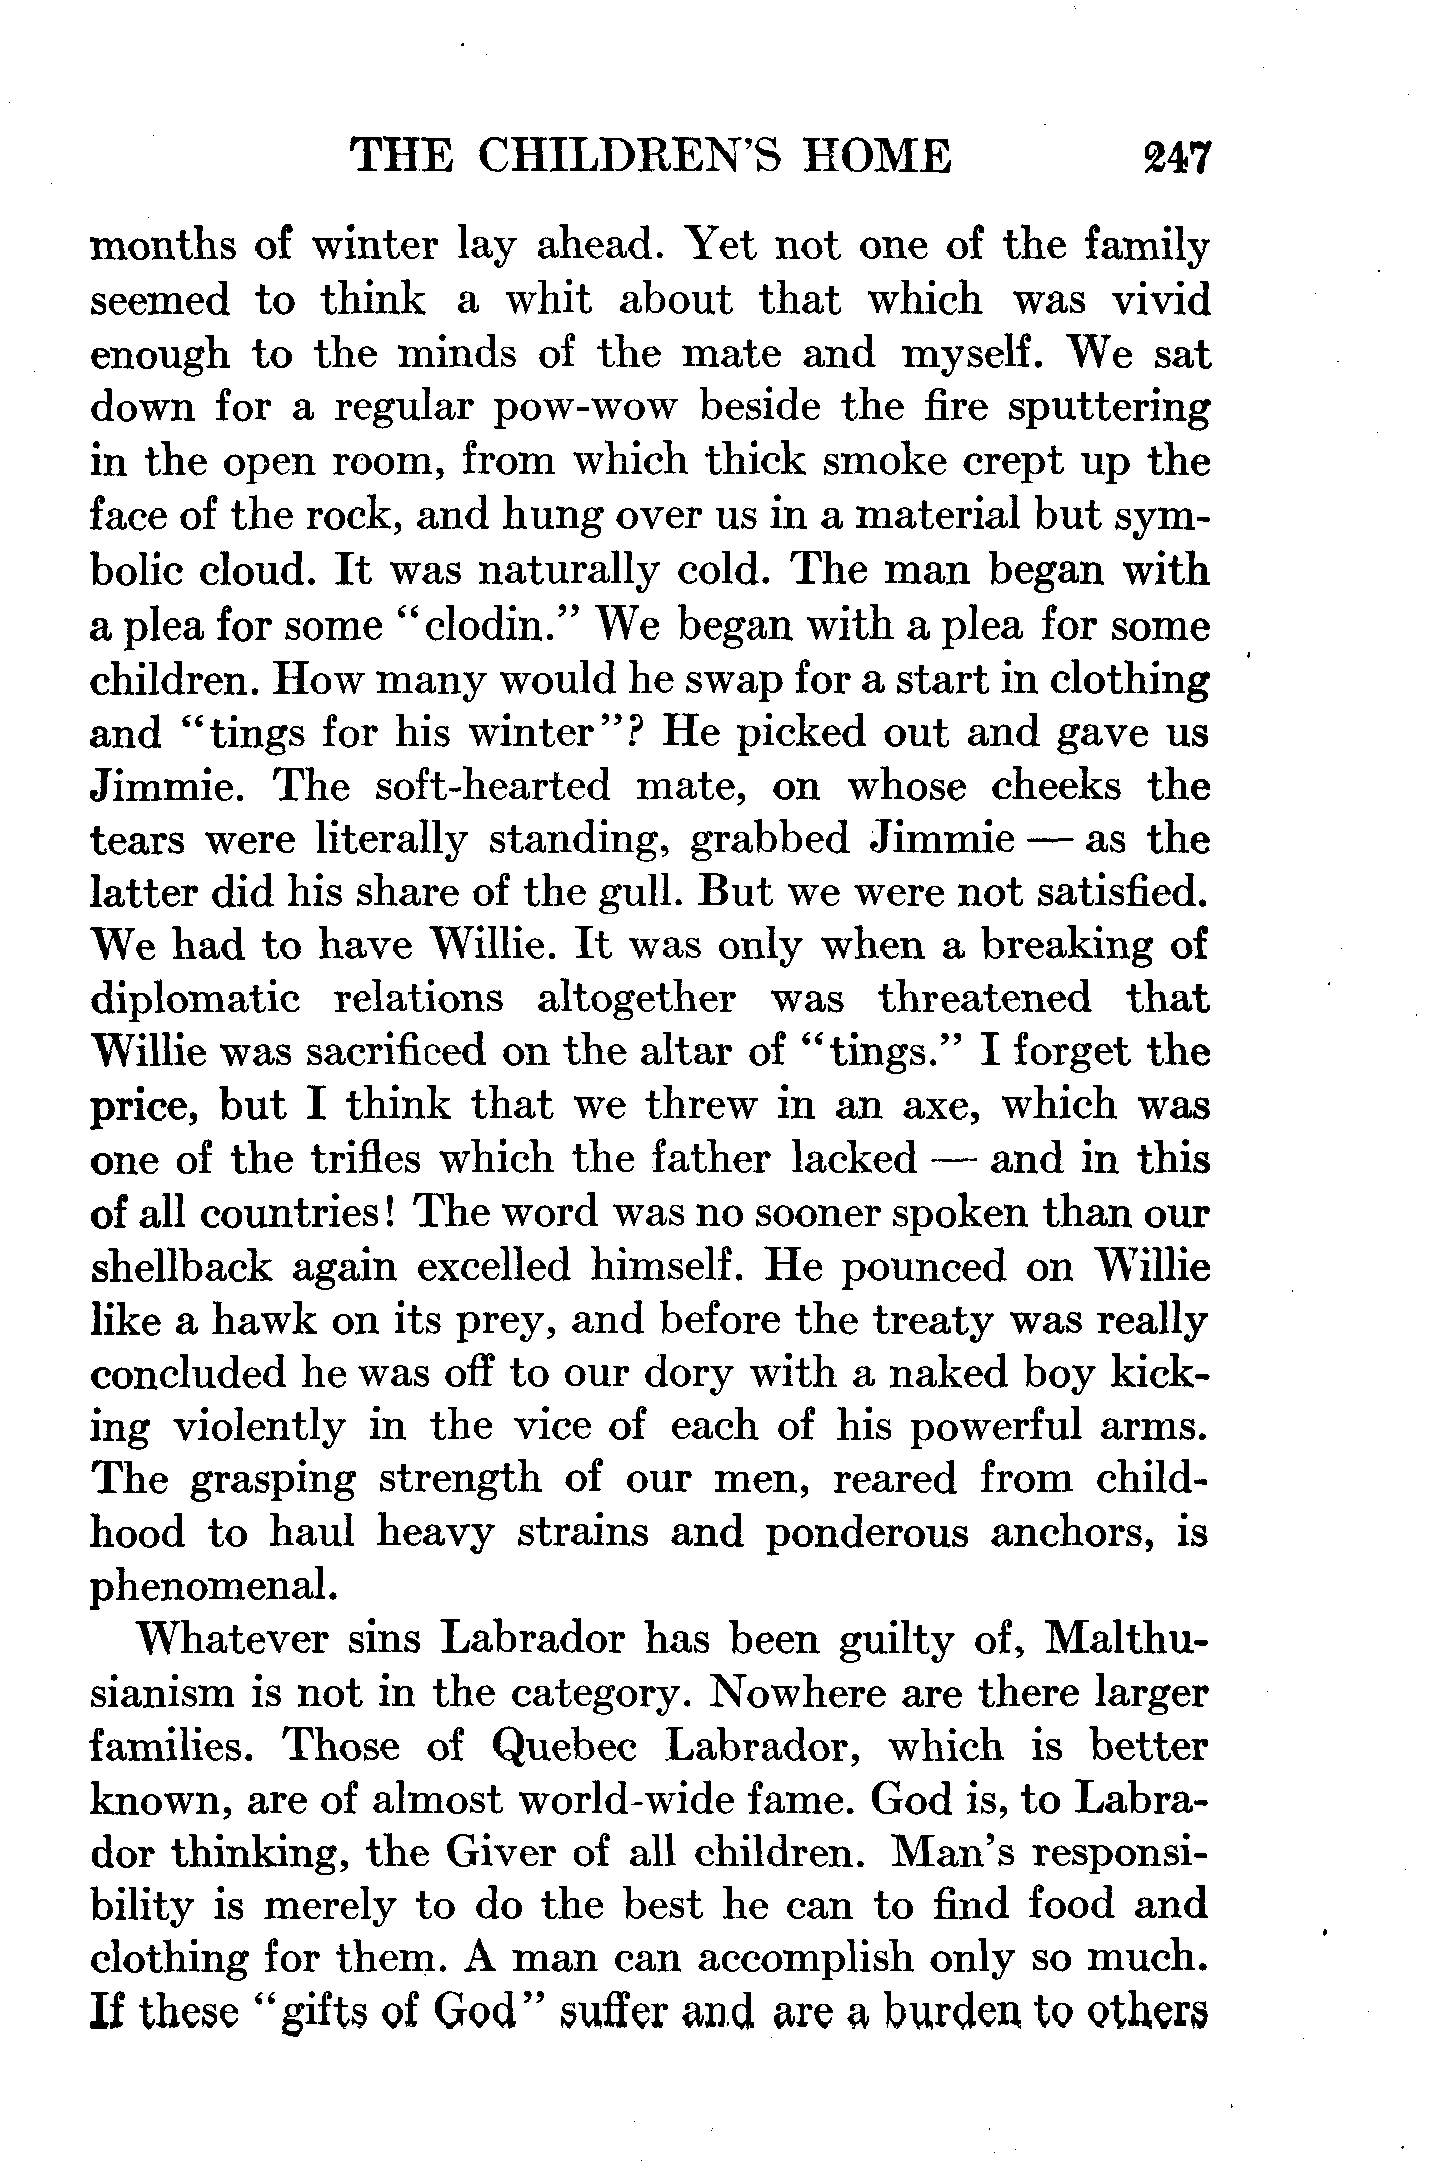 THE CHILDREN'S HOME 247
months of winter lay ahead. Yet not one of the family
seemed to think a whit about that which was vivid
enough to the minds of the mate and myself. We sat
down for a regular pow-wow beside the fire sputtering
in the open room, from which thick smoke crept up the
face of the rock, and hung over us in a material but sym-
bolic cloud. It was naturally cold. The man began with
a plea for some "clodin." We began with a plea for some
children. How many would he swap for a start in clothing
and "tings for his winter"? He picked out and gave us
Jimmie. The soft-hearted mate, on whose cheeks the
tears were literally standing, grabbed Jimmie — as the
latter did his share of the gull. But we were not satisfied.
We had to have Willie. It was only when a breaking of
diplomatic relations altogether was threatened that
Willie was sacrificed on the altar of "tings." I forget the
price, but I think that we threw in an axe, which was
one of the trifles which the father lacked — and in this
of all countries! The word was no sooner spoken than our
shellback again excelled himself. He pounced on Willie
like a hawk on its prey, and before the treaty was really
concluded he was off to our dory with a naked boy kick-
ing violently in the vice of each of his powerful arms.
The grasping strength of our men, reared from child-
hood to haul heavy strains and ponderous anchors, is
phenomenal.
Whatever sins Labrador has been guilty of, Malthu-
sianism is not in the category. Nowhere are there larger
families. Those of Quebec Labrador, which is better
known, are of almost world-wide fame. God is, to Labra-
dor thinking, the Giver of all children. Man's responsi-
bility is merely to do the best he can to find food and
clothing for them. A man can accomplish only so much.
If these "gifts of God" suffer and are a burden to others